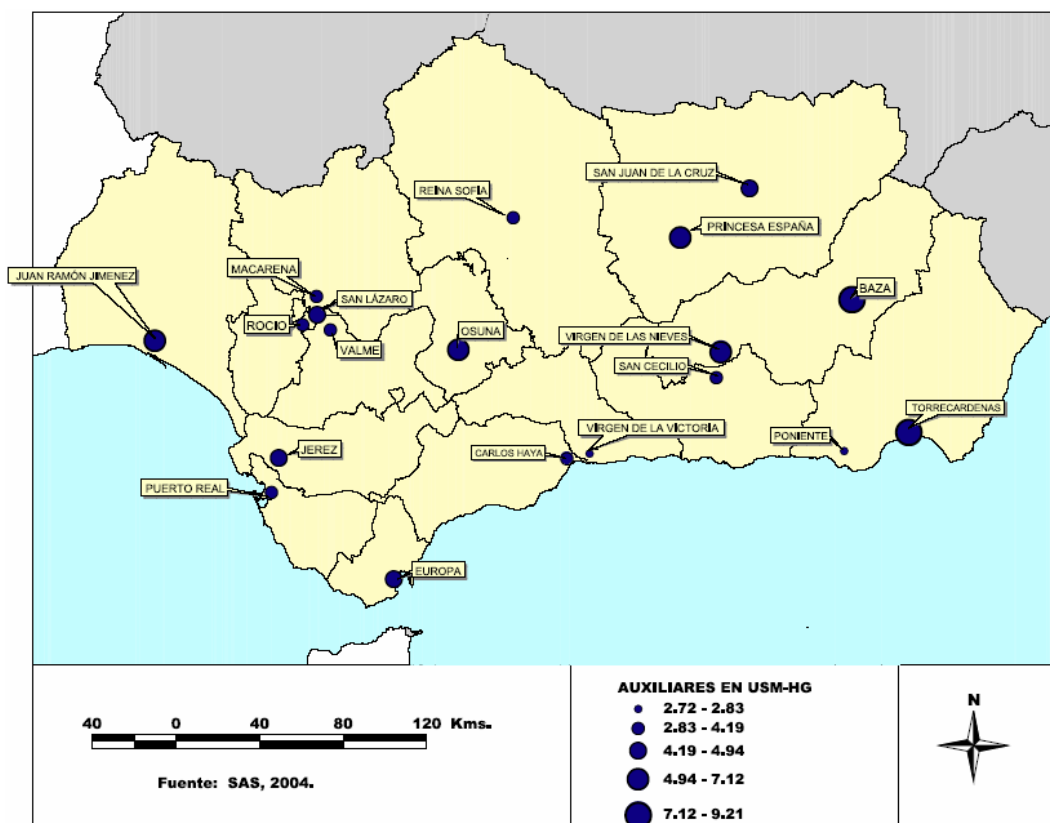 SAN JUAN DE LA CRUZ
REINA SOFÍA
PRINCESA ESPAÑA
JUAN RAMÓN JIMENEZ
MACARENA
SAN LÁZARO
BAZA
ROCIO
VALME
OSUNA
VIRGEN DE LAS NIEVES
SAN CECILIO
TORRECARDENAS
VIRGEN DE LA VICTORIA
PONIENTE
JEREZ
CARLOS HAYA
PUERTO REAL
EUROPA
AUXILIARES EN USM-HG
2.72 - 2.83
2.83 - 4.19
4.19 - 4.94
4.94 - 7.12
7.12 - 9.21
40 0 40 80 120 Kms.
Fuente: SAS, 2004.
N